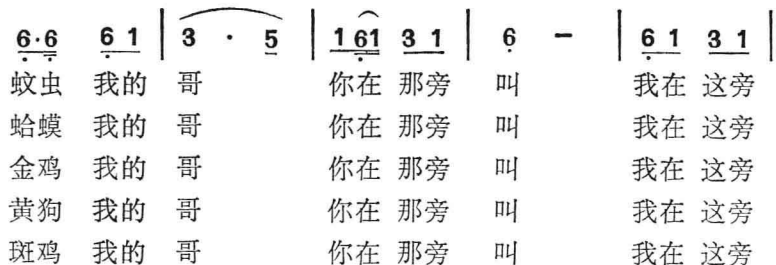 6·6 6 1 | 3 · 5 | 1 61 3 1 | 6 － | 6 1 3 1 |
蚊虫 我的 哥 你在 那旁 叫 我在 这旁
蛤蟆 我的 哥 你在 那旁 叫 我在 这旁
金鸡 我的 哥 你在 那旁 叫 我在 这旁
黄狗 我的 哥 你在 那旁 叫 我在 这旁
斑鸡 我的 哥 你在 那旁 叫 我在 这旁